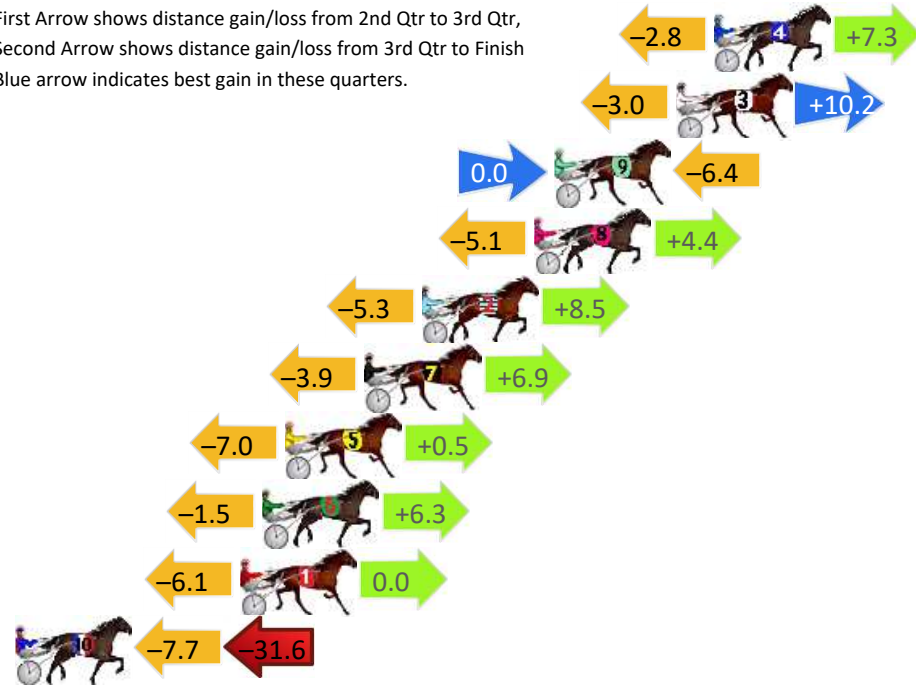 First Arrow shows distance gain/loss from 2nd Qtr to 3rd Qtr,
Second Arrow shows distance gain/loss from 3rd Qtr to Finish
Blue arrow indicates best gain in these quarters.
–2.8 4 +7.3
–3.0 3 +10.2
0.0 9 –6.4
–5.1 8 +4.4
–5.3 2 +8.5
–3.9 7 +6.9
–7.0 5 +0.5
–1.5 6 +6.3
–6.1 1 0.0
10 –7.7 –31.6